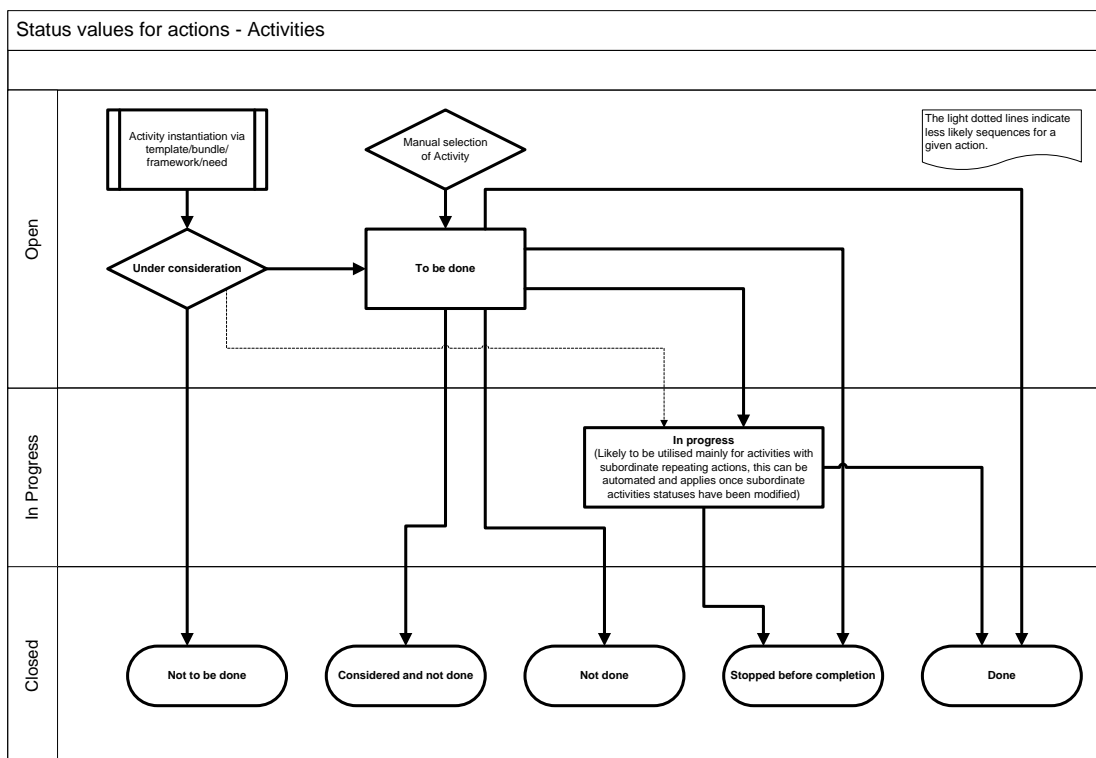 Status values for actions - Activities
Open
Activity instantiation via
template/bundle/
framework/need
Manual selection
of Activity
The light dotted lines indicate
less likely sequences for a
given action.
Under consideration
To be done
In Progress
In progress
(Likely to be utilised mainly for activities with
subordinate repeating actions, this can be
automated and applies once subordinate
activities statuses have been modified)
Closed
Not to be done
Considered and not done
Not done
Stopped before completion
Done